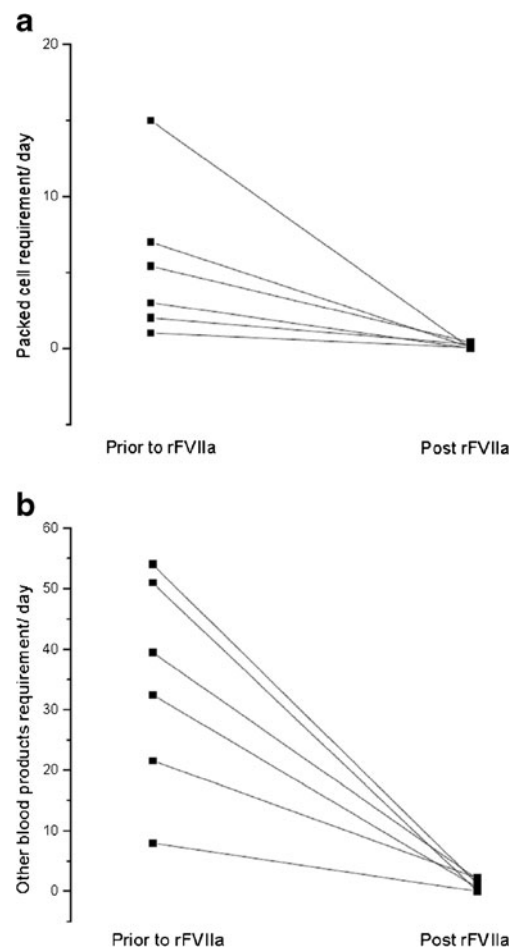 a
20
10
0
Packed cell requirement/ day
Prior to rFVIIa
Post rFVIIa
b
60
50
40
30
20
10
0
Other blood products requirement/ day
Prior to rFVIIa
Post rFVIIa